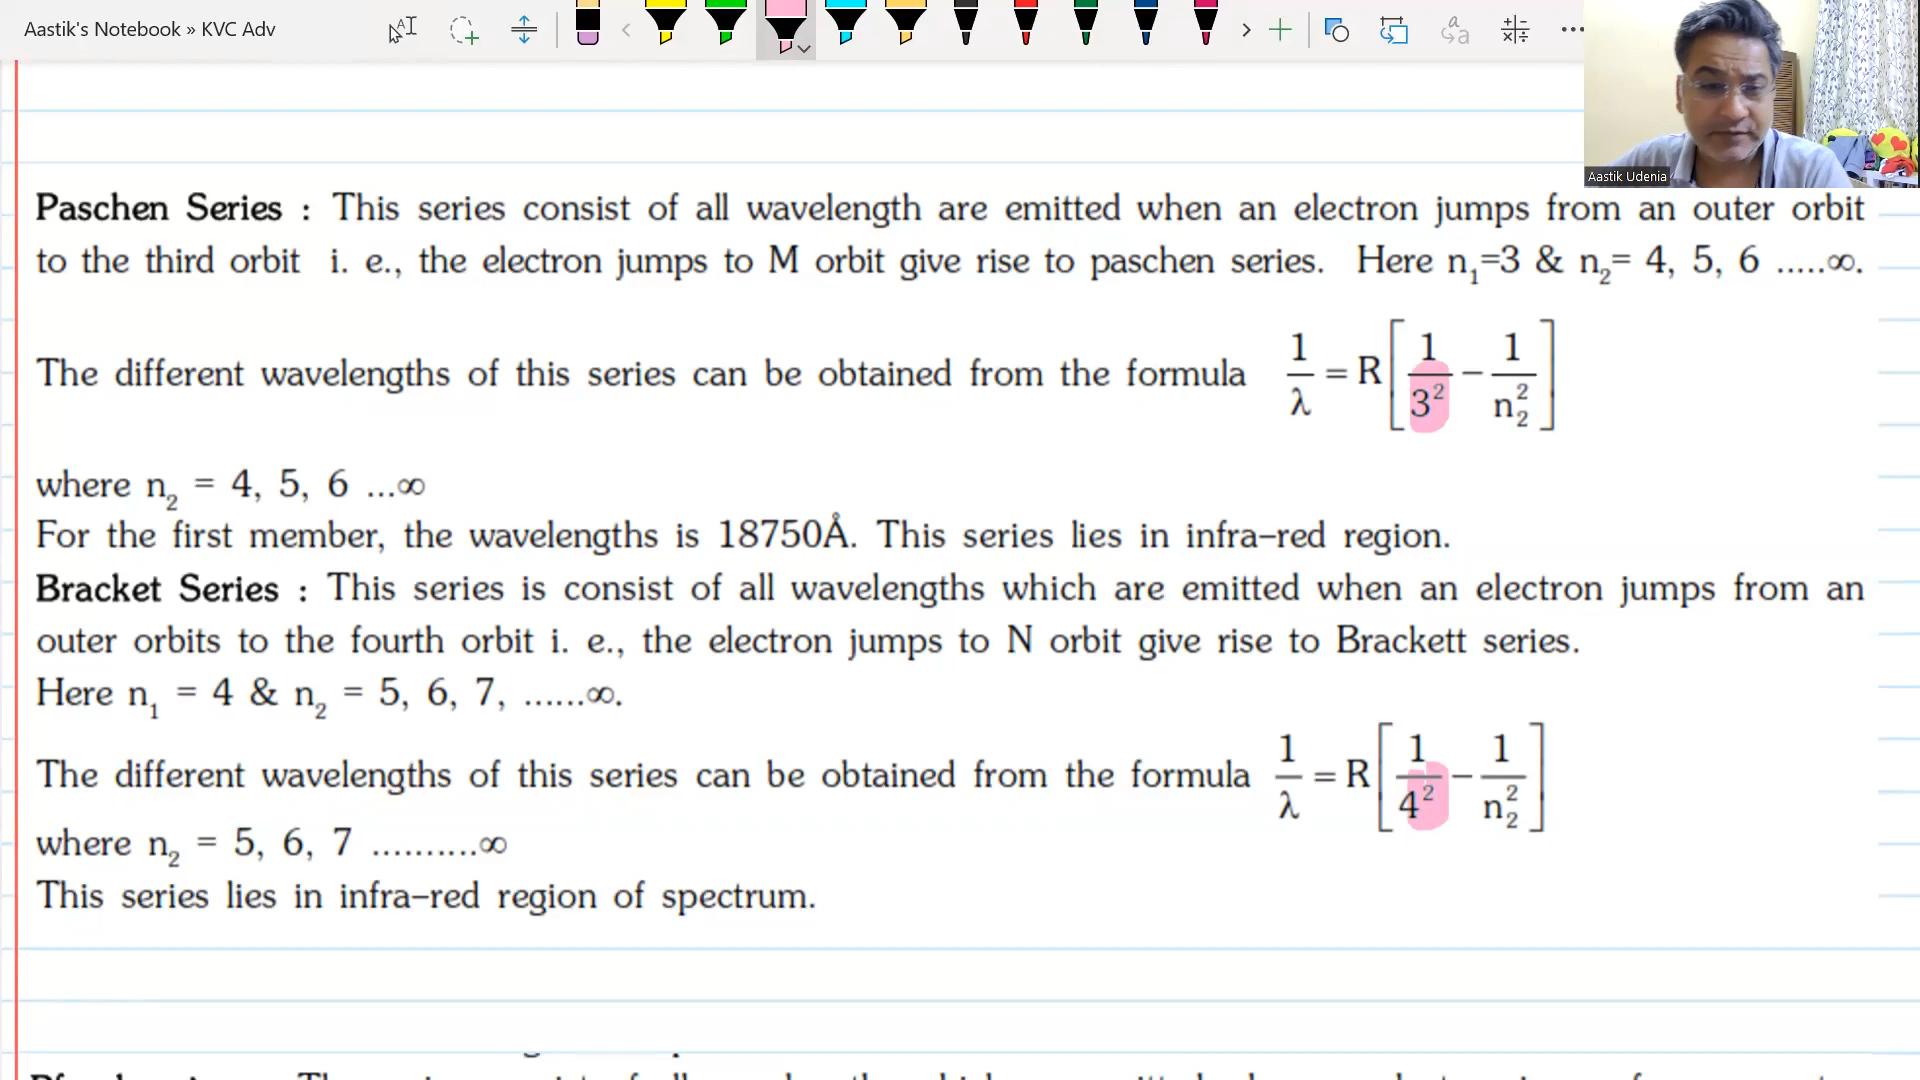 Aastik's Notebook » KVC Adv
Aastik Udenia
Paschen Series : This series consist of all wavelength are emitted when an electron jumps from an outer orbit
to the third orbit i. e., the electron jumps to M orbit give rise to paschen series. Here n₁=3 & n₂= 4, 5, 6 .....∞.
The different wavelengths of this series can be obtained from the formula 1/λ = R[1/3² − 1/n₂²]
where n₂ = 4, 5, 6 ...∞
For the first member, the wavelengths is 18750Å. This series lies in infra–red region.
Bracket Series : This series is consist of all wavelengths which are emitted when an electron jumps from an
outer orbits to the fourth orbit i. e., the electron jumps to N orbit give rise to Brackett series.
Here n₁ = 4 & n₂ = 5, 6, 7, ......∞.
The different wavelengths of this series can be obtained from the formula 1/λ = R[1/4² − 1/n₂²]
where n₂ = 5, 6, 7 ..........∞
This series lies in infra–red region of spectrum.